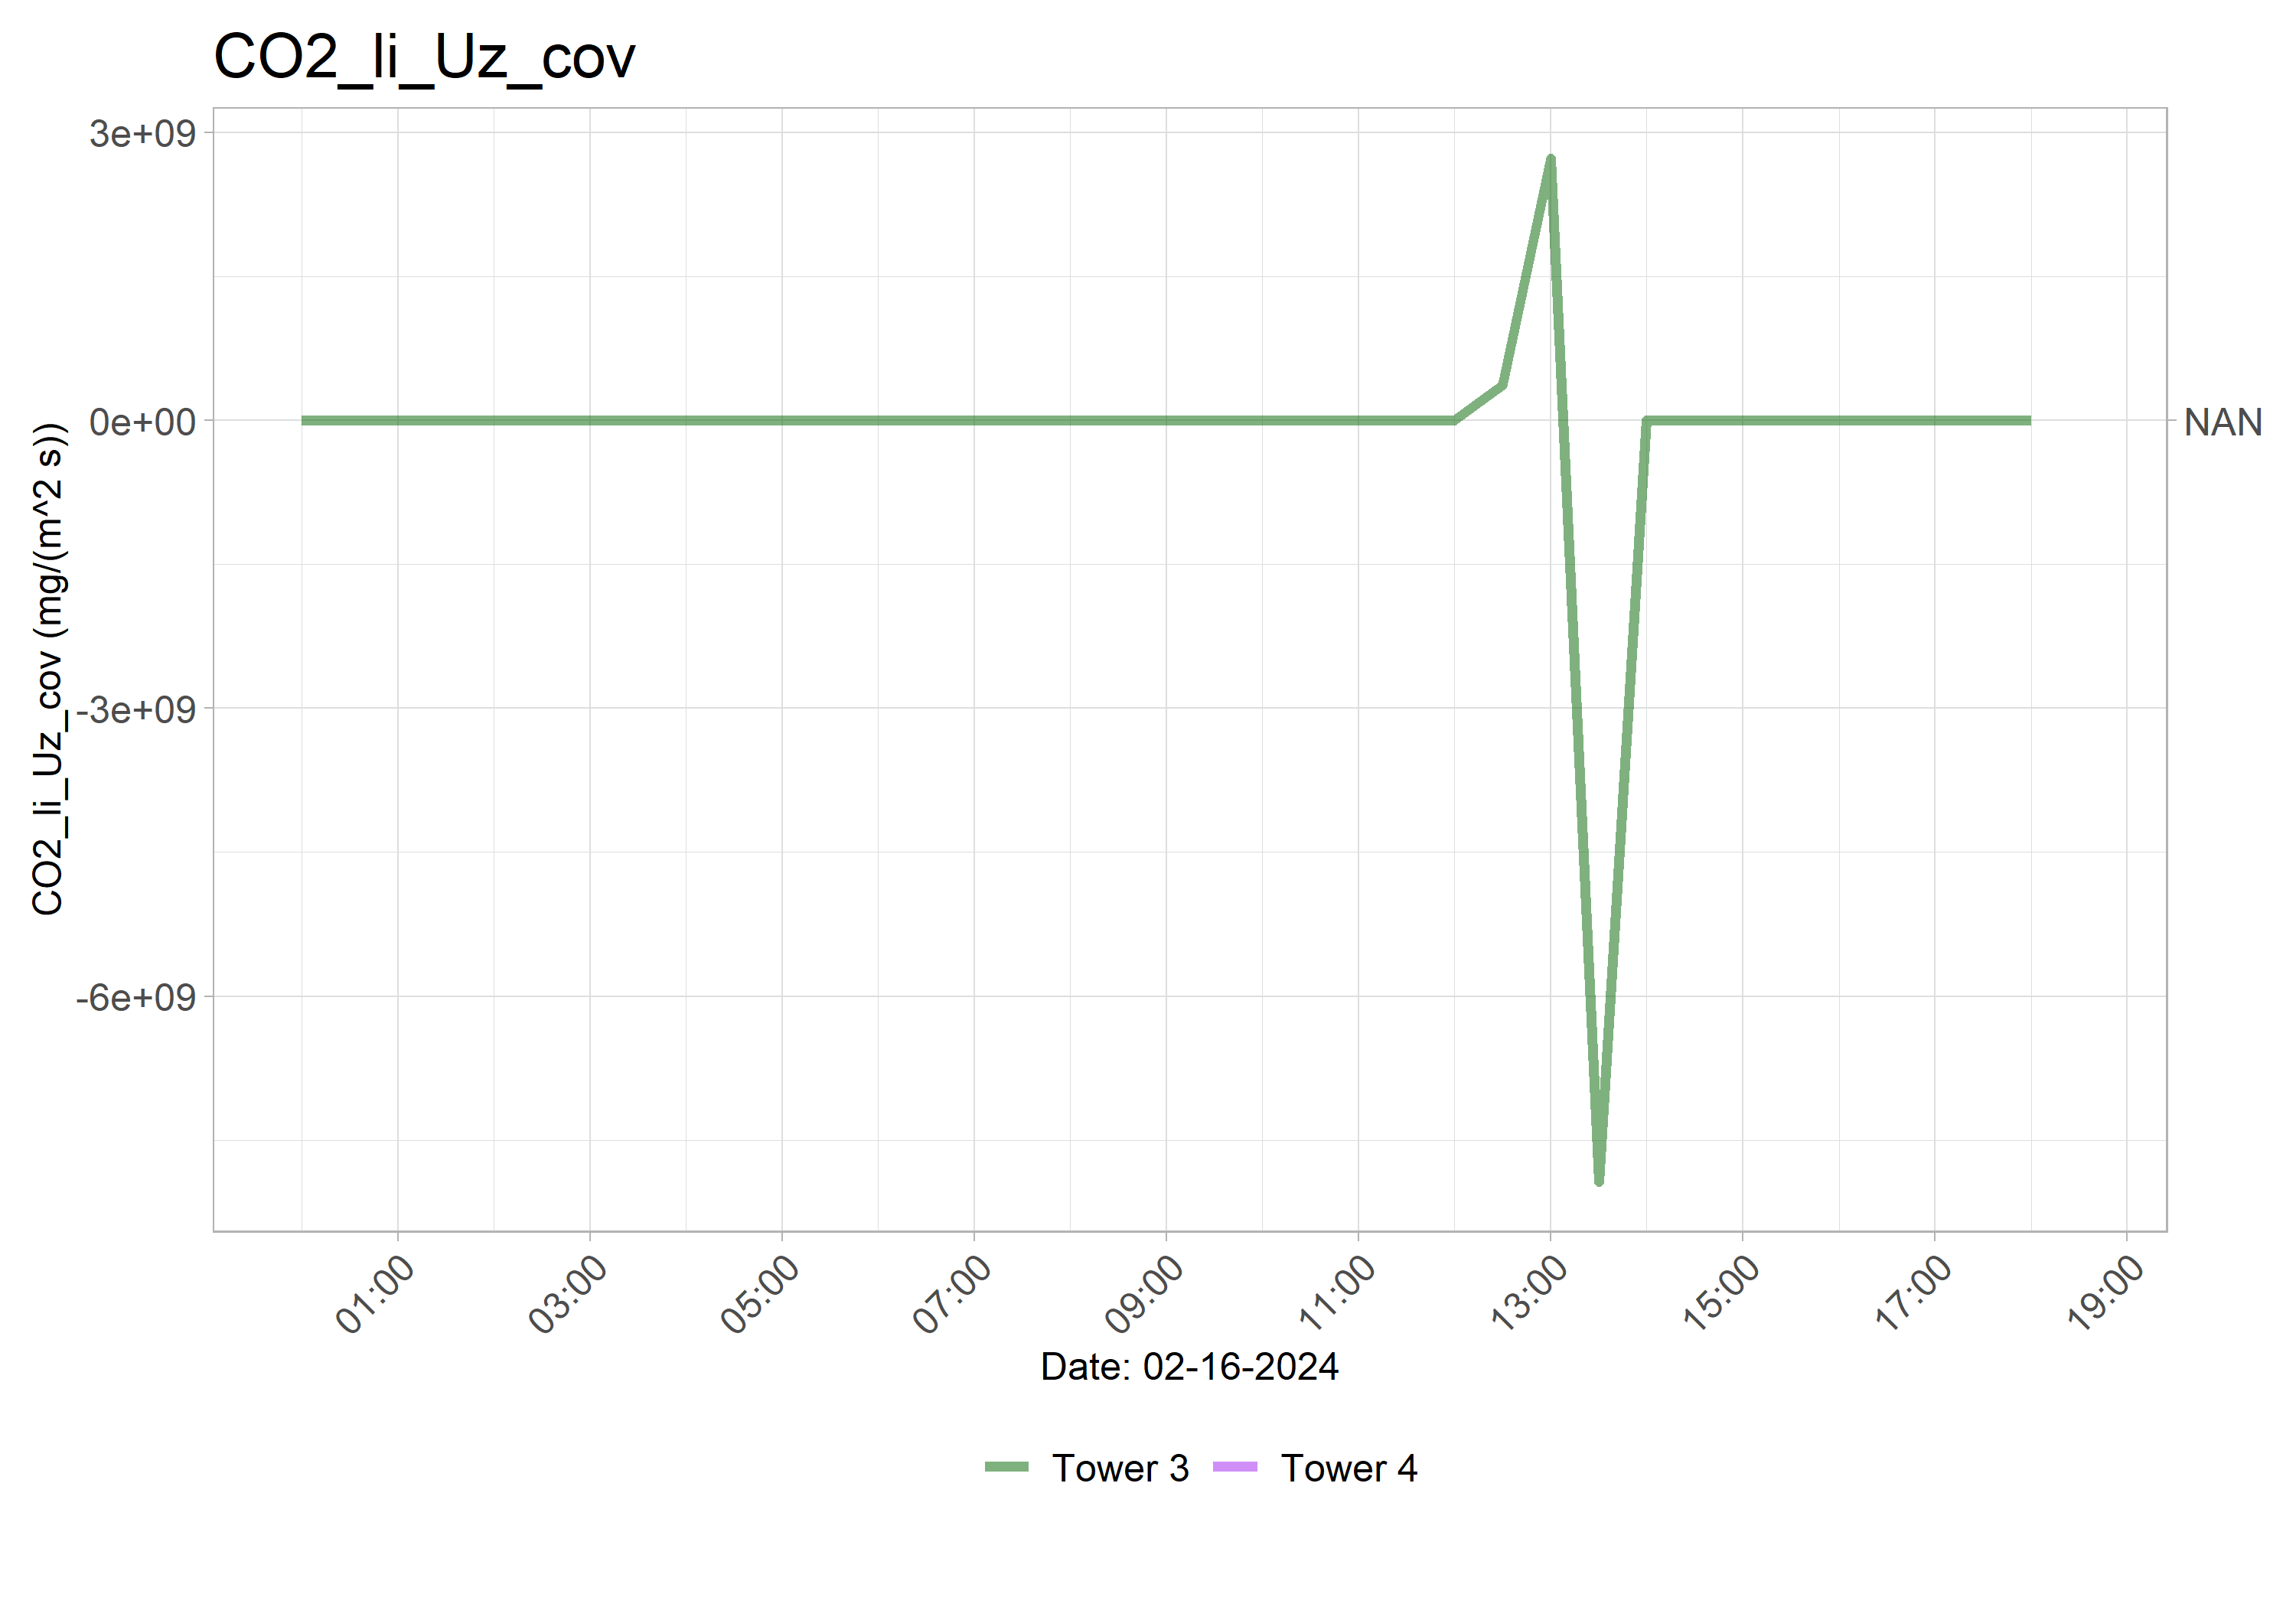 CO2_li_Uz_cov
3e+09
0e+00
-3e+09
-6e+09
NAN
CO2_li_Uz_cov (mg/(m^2 s))
01:00
03:00
05:00
07:00
09:00
11:00
13:00
15:00
17:00
19:00
Date: 02-16-2024
Tower 3 Tower 4